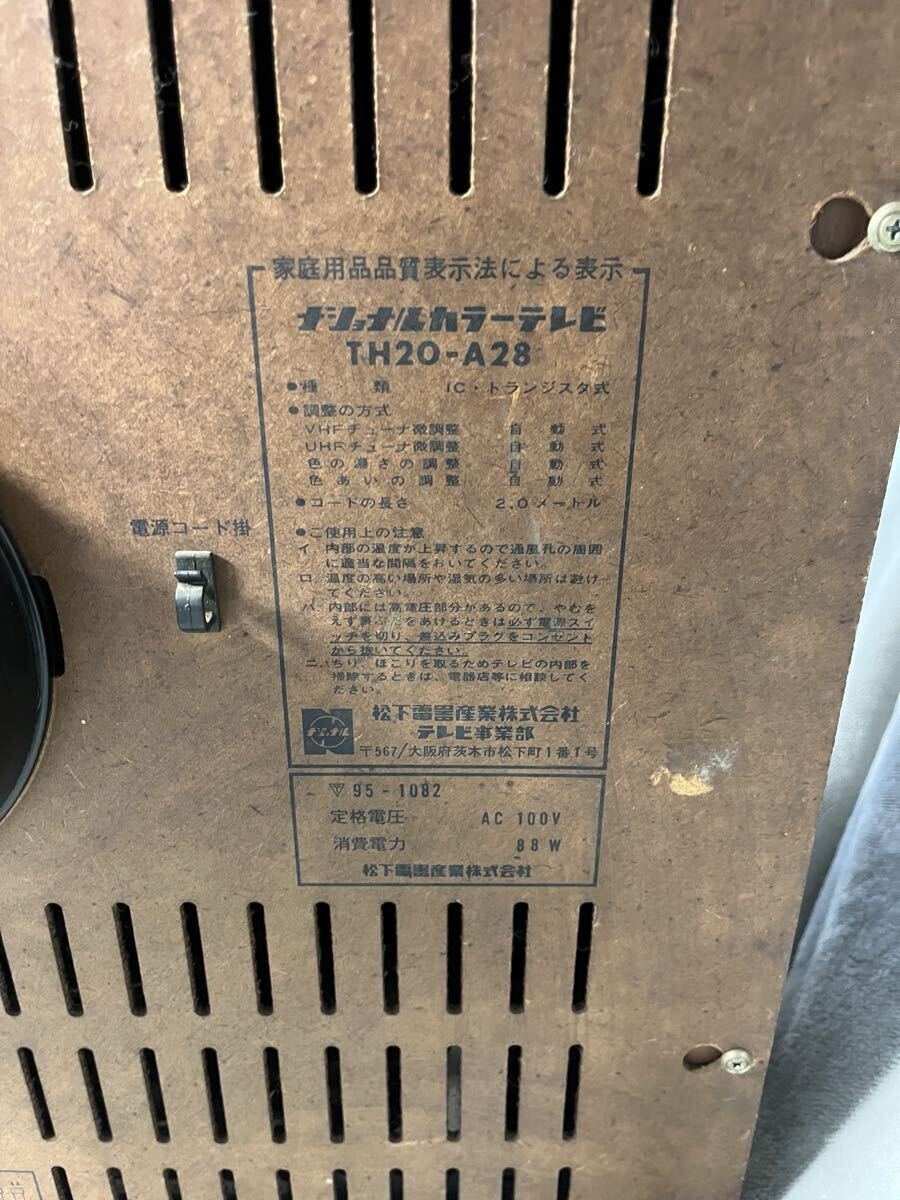 家庭用品品質表示法による表示
ナショナルカラーテレビ
TH20-A28
●種 類 IC・トランジスタ式
●調整の方式
VHFチューナ微調整 自動式
UHFチューナ微調整 自動式
色の濃さの調整 自動式
色あいの調整 自動式
●コードの長さ 2.0メートル
電源コード掛
●ご使用上の注意
イ.内部の温度が上昇するので通風孔の周囲
に適当な間隔をおいてください。
ロ.温度の高い場所や湿気の多い場所は避け
てください。
ハ.内部には高電圧部分があるので、やむを
えず裏ぶたをあけるときは必ず電源スイ
ッチを切り、差込みプラグをコンセント
から抜いてください。
ニ.ちり、ほこりを取るためテレビの内部を
掃除するときは、電器店等に相談してく
ださい。
ナショナル
松下電器産業株式会社
テレビ事業部
〒567/大阪府茨木市松下町1番1号
95-1082
定格電圧 AC 100V
消費電力 88W
松下電器産業株式会社